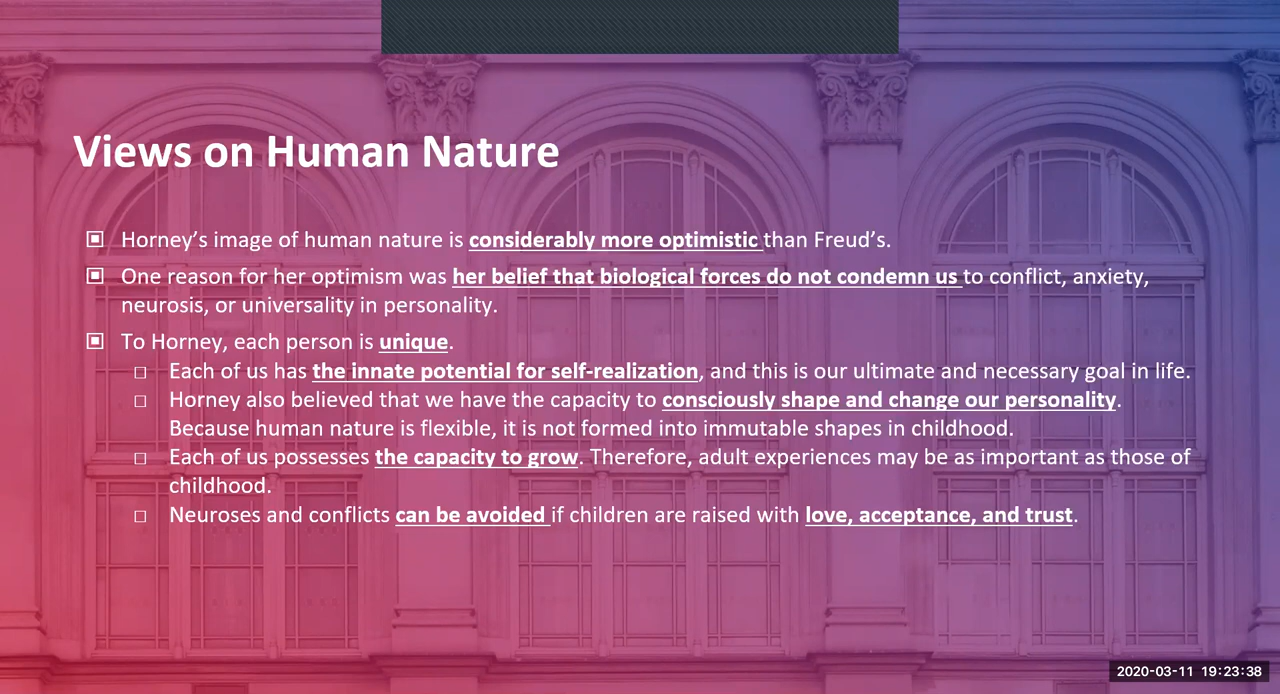 Views on Human Nature
Horney’s image of human nature is considerably more optimistic than Freud’s.
One reason for her optimism was her belief that biological forces do not condemn us to conflict, anxiety,
neurosis, or universality in personality.
To Horney, each person is unique.
Each of us has the innate potential for self-realization, and this is our ultimate and necessary goal in life.
Horney also believed that we have the capacity to consciously shape and change our personality.
Because human nature is flexible, it is not formed into immutable shapes in childhood.
Each of us possesses the capacity to grow. Therefore, adult experiences may be as important as those of
childhood.
Neuroses and conflicts can be avoided if children are raised with love, acceptance, and trust.
2020-03-11 19:23:38